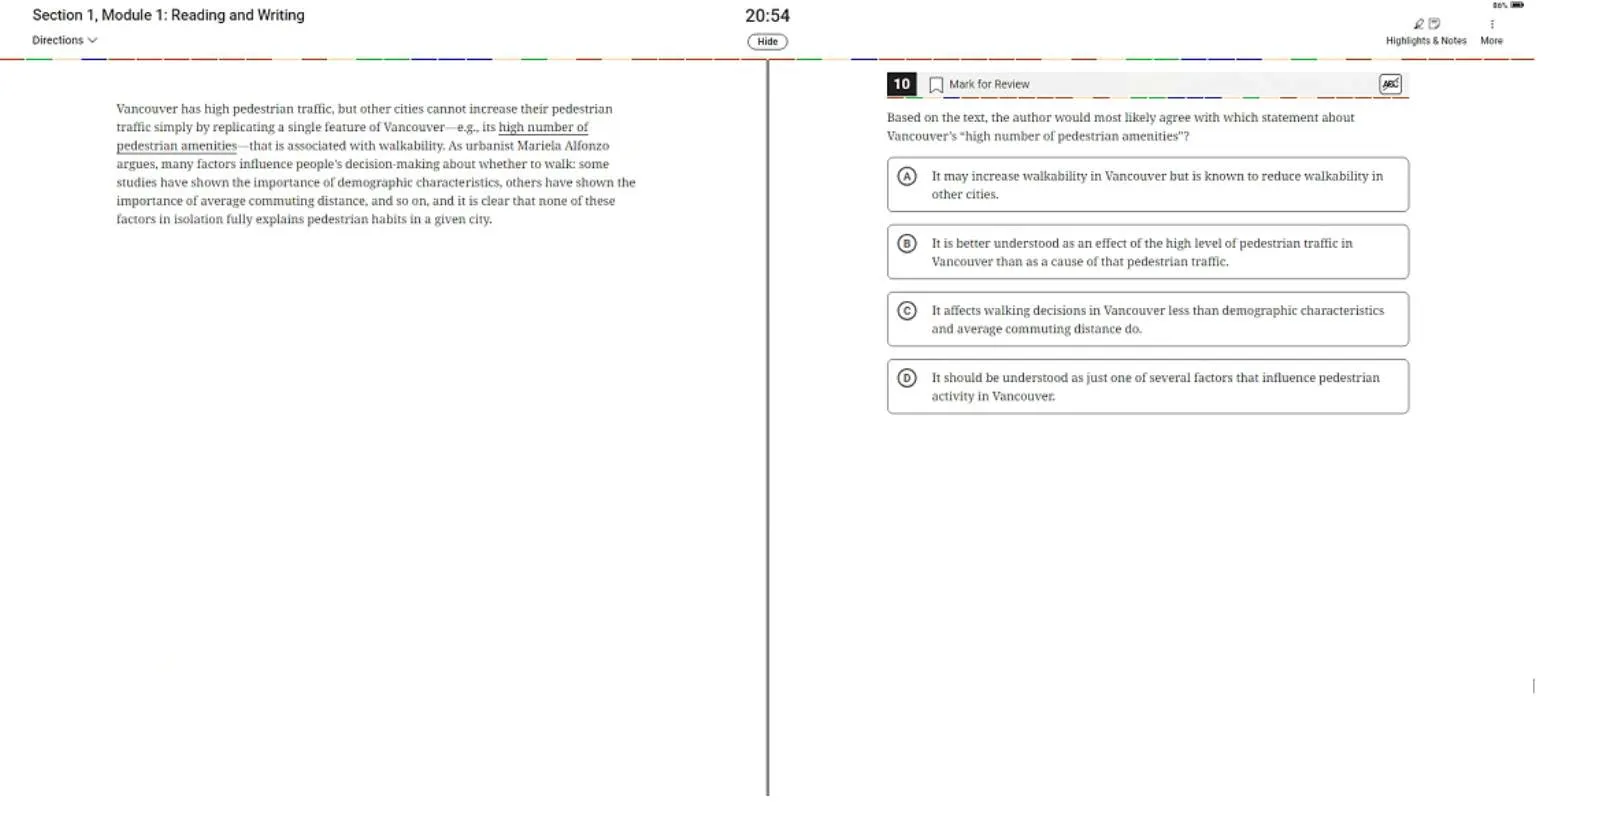 Section 1, Module 1: Reading and Writing
20:54
86%
Directions
Hide
Highlights & Notes
More
Vancouver has high pedestrian traffic, but other cities cannot increase their pedestrian
traffic simply by replicating a single feature of Vancouver—e.g., its high number of
pedestrian amenities—that is associated with walkability. As urbanist Mariela Alfonzo
argues, many factors influence people's decision-making about whether to walk: some
studies have shown the importance of demographic characteristics, others have shown the
importance of average commuting distance, and so on, and it is clear that none of these
factors in isolation fully explains pedestrian habits in a given city.
10
Mark for Review
ABC
Based on the text, the author would most likely agree with which statement about
Vancouver's “high number of pedestrian amenities”?
A
It may increase walkability in Vancouver but is known to reduce walkability in
other cities.
B
It is better understood as an effect of the high level of pedestrian traffic in
Vancouver than as a cause of that pedestrian traffic.
C
It affects walking decisions in Vancouver less than demographic characteristics
and average commuting distance do.
D
It should be understood as just one of several factors that influence pedestrian
activity in Vancouver.